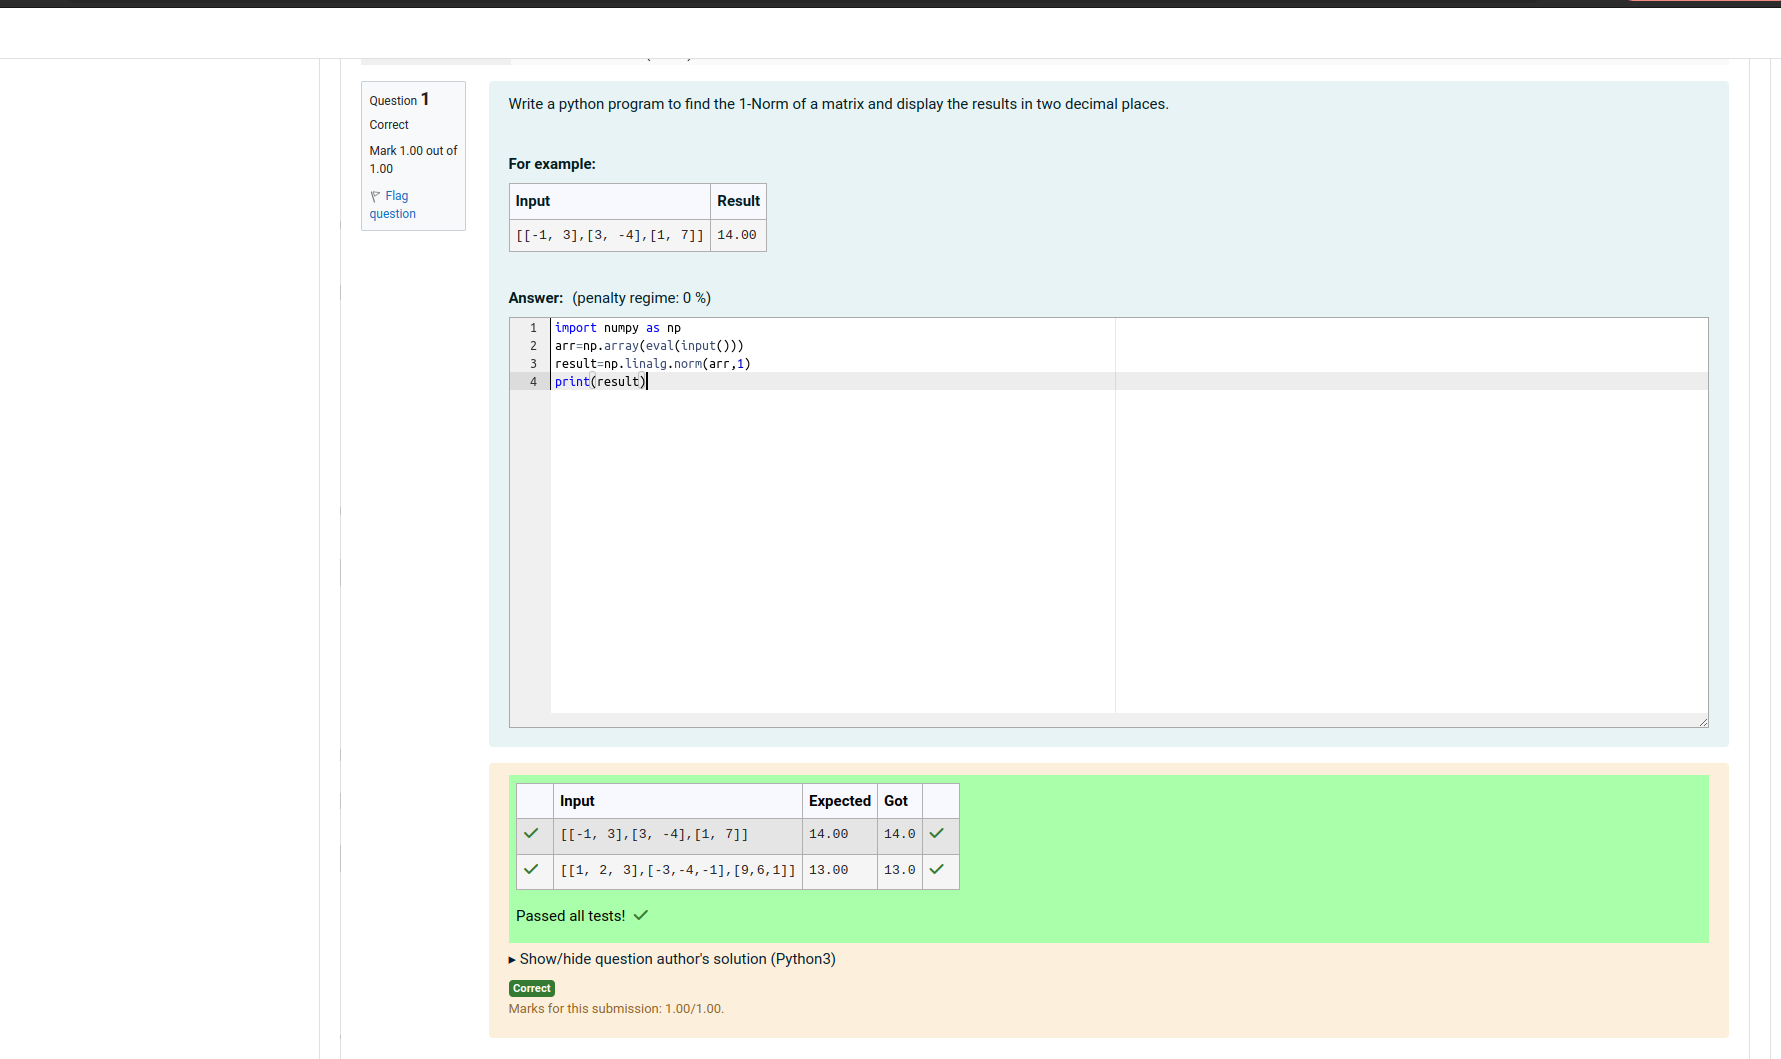 Question 1
Correct
Mark 1.00 out of
1.00
Flag
question
Write a python program to find the 1-Norm of a matrix and display the results in two decimal places.
For example:
Input Result
[[-1, 3],[3, -4],[1, 7]] 14.00
Answer: (penalty regime: 0 %)
1 import numpy as np
2 arr=np.array(eval(input()))
3 result=np.linalg.norm(arr,1)
4 print(result)
Input Expected Got
[[-1, 3],[3, -4],[1, 7]] 14.00 14.0
[[1, 2, 3],[-3,-4,-1],[9,6,1]] 13.00 13.0
Passed all tests!
Show/hide question author's solution (Python3)
Correct
Marks for this submission: 1.00/1.00.